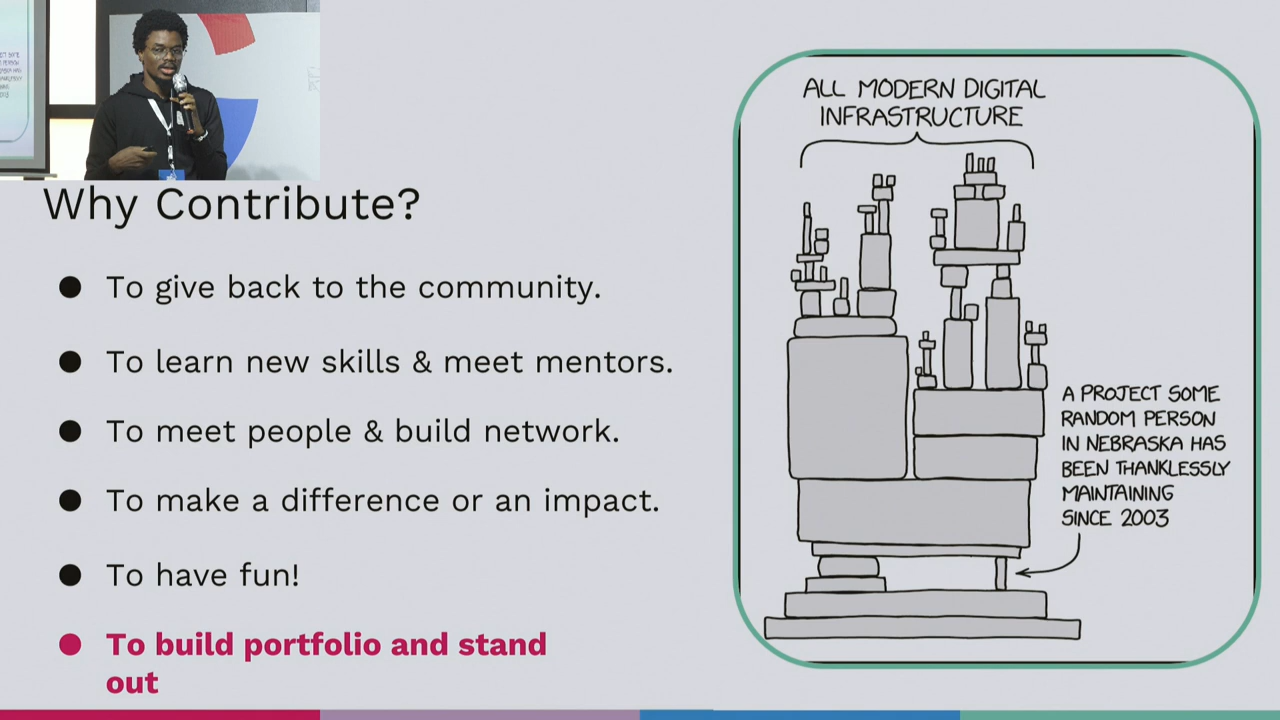 Why Contribute?
● To give back to the community.
● To learn new skills & meet mentors.
● To meet people & build network.
● To make a difference or an impact.
● To have fun!
● To build portfolio and stand
out
ALL MODERN DIGITAL
INFRASTRUCTURE
A PROJECT SOME
RANDOM PERSON
IN NEBRASKA HAS
BEEN THANKLESSLY
MAINTAINING
SINCE 2003